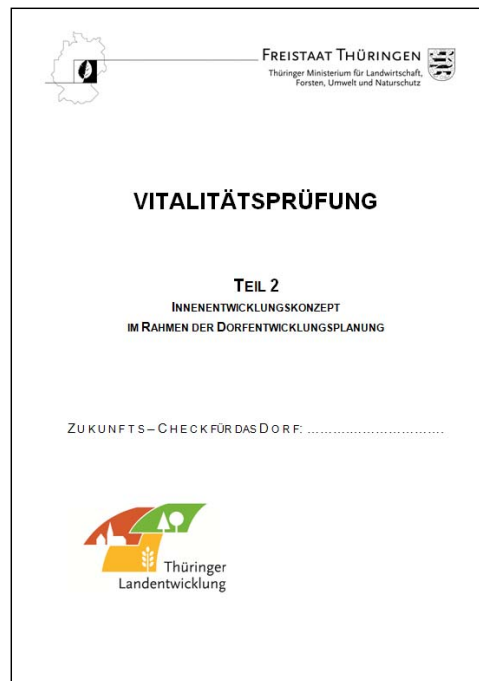 FREISTAAT THÜRINGEN
Thüringer Ministerium für Landwirtschaft,
Forsten, Umwelt und Naturschutz
VITALITÄTSPRÜFUNG
TEIL 2
INNENENTWICKLUNGSKONZEPT
IM RAHMEN DER DORFENTWICKLUNGSPLANUNG
ZUKUNFTS–CHECK FÜR DAS DORF: ……………………………
Thüringer
Landentwicklung